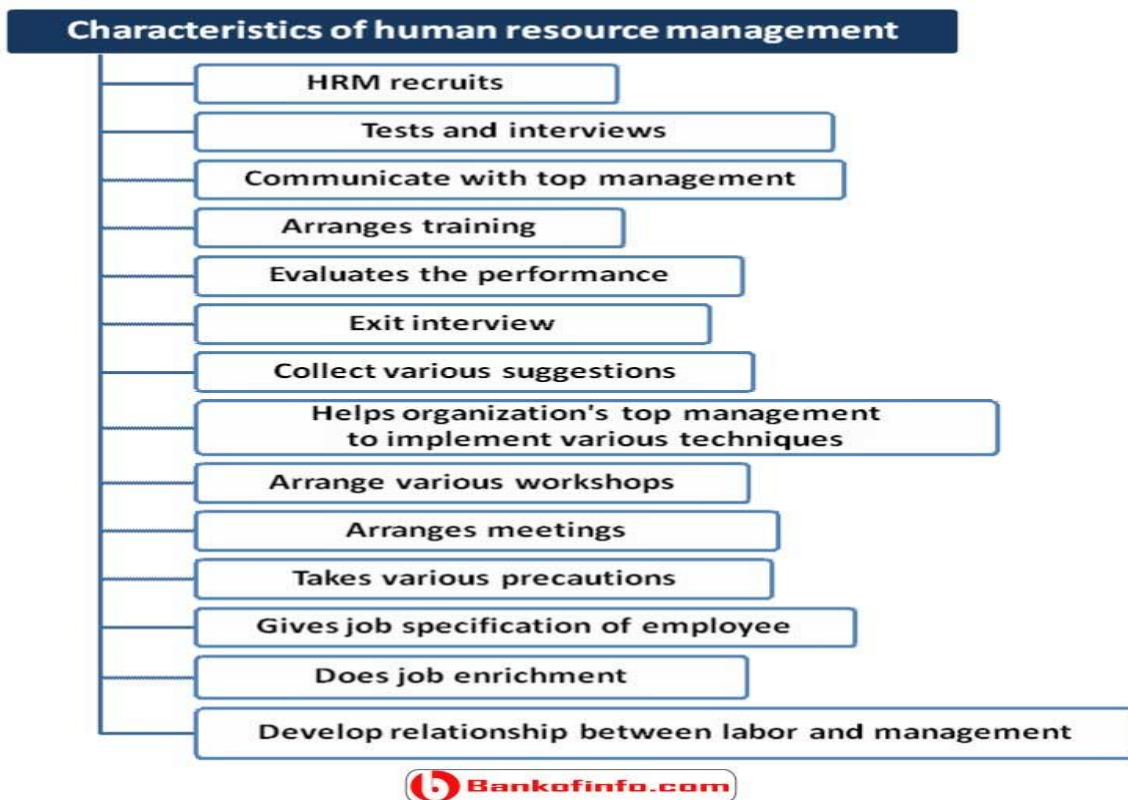 Characteristics of human resource management
HRM recruits
Tests and interviews
Communicate with top management
Arranges training
Evaluates the performance
Exit interview
Collect various suggestions
Helps organization's top management
to implement various techniques
Arrange various workshops
Arranges meetings
Takes various precautions
Gives job specification of employee
Does job enrichment
Develop relationship between labor and management
Bankofinfo.com